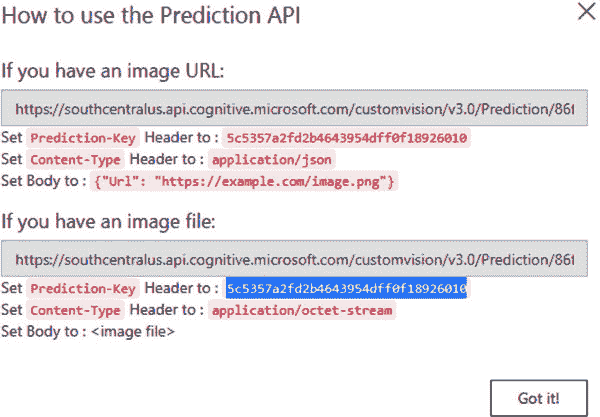 How to use the Prediction API
If you have an image URL:
https://southcentralus.api.cognitive.microsoft.com/customvision/v3.0/Prediction/86f
Set Prediction-Key Header to : 5c5357a2fd2b4643954dff0f18926010
Set Content-Type Header to : application/json
Set Body to : {"Url": "https://example.com/image.png"}
If you have an image file:
https://southcentralus.api.cognitive.microsoft.com/customvision/v3.0/Prediction/86f
Set Prediction-Key Header to : 5c5357a2fd2b4643954dff0f18926010
Set Content-Type Header to : application/octet-stream
Set Body to : <image file>
Got it!